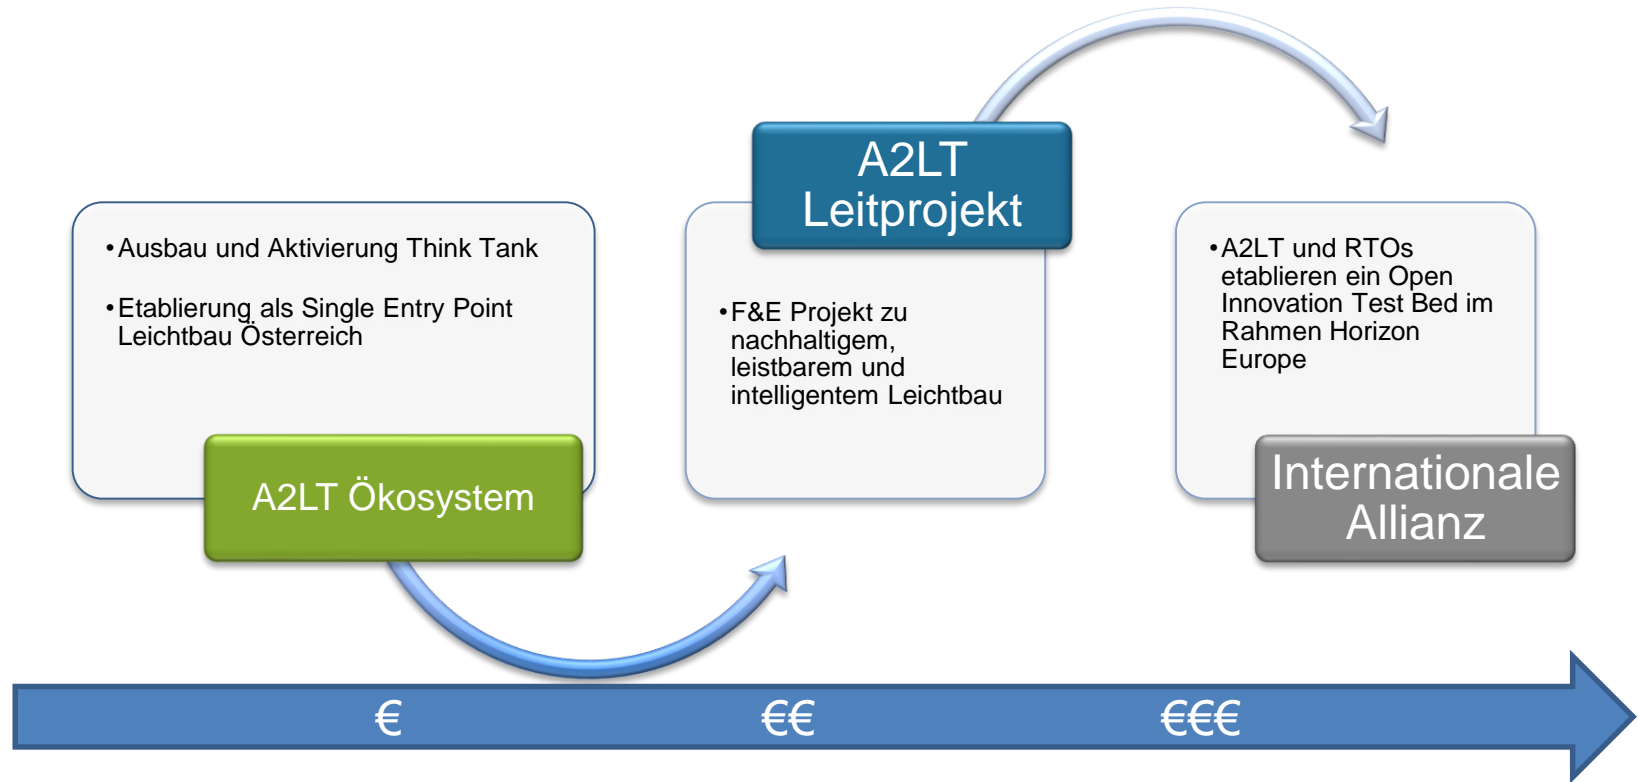 •Ausbau und Aktivierung Think Tank
•Etablierung als Single Entry Point
Leichtbau Österreich
A2LT Ökosystem
A2LT
Leitprojekt
•F&E Projekt zu
nachhaltigem,
leistbarem und
intelligentem Leichtbau
•A2LT und RTOs
etablieren ein Open
Innovation Test Bed im
Rahmen Horizon
Europe
Internationale
Allianz
€
€€
€€€